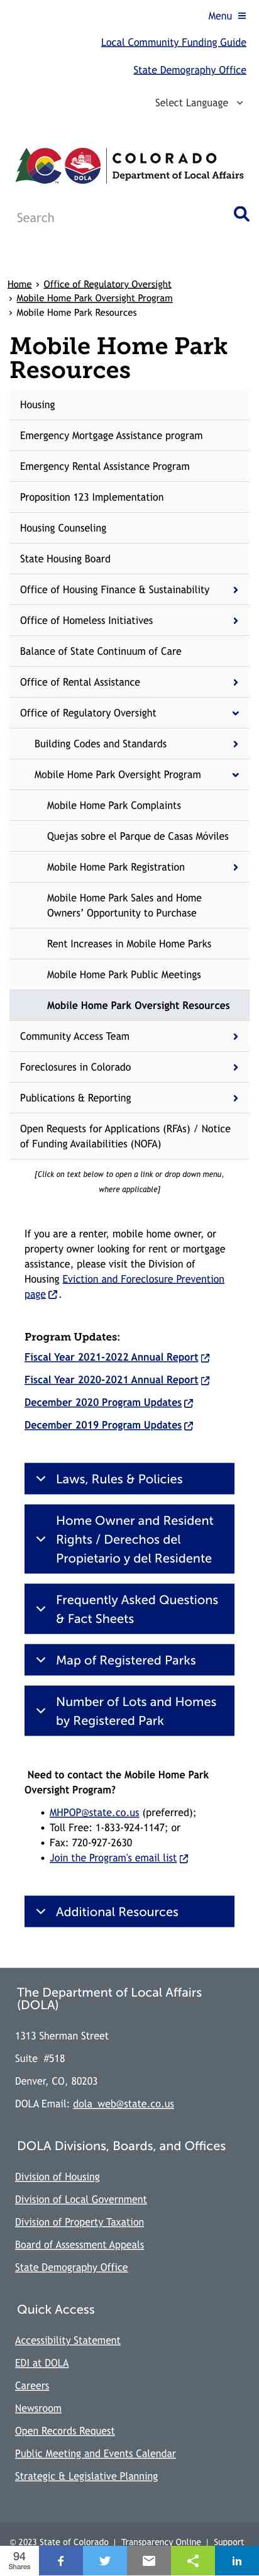 Menu
Local Community Funding Guide
State Demography Office
Select Language
DOLA
COLORADO
Department of Local Affairs
Search
Home › Office of Regulatory Oversight
› Mobile Home Park Oversight Program
› Mobile Home Park Resources
Mobile Home Park
Resources
Housing
Emergency Mortgage Assistance program
Emergency Rental Assistance Program
Proposition 123 Implementation
Housing Counseling
State Housing Board
Office of Housing Finance & Sustainability
Office of Homeless Initiatives
Balance of State Continuum of Care
Office of Rental Assistance
Office of Regulatory Oversight
Building Codes and Standards
Mobile Home Park Oversight Program
Mobile Home Park Complaints
Quejas sobre el Parque de Casas Móviles
Mobile Home Park Registration
Mobile Home Park Sales and Home
Owners' Opportunity to Purchase
Rent Increases in Mobile Home Parks
Mobile Home Park Public Meetings
Mobile Home Park Oversight Resources
Community Access Team
Foreclosures in Colorado
Publications & Reporting
Open Requests for Applications (RFAs) / Notice
of Funding Availabilities (NOFA)
[Click on text below to open a link or drop down menu,
where applicable]
If you are a renter, mobile home owner, or
property owner looking for rent or mortgage
assistance, please visit the Division of
Housing Eviction and Foreclosure Prevention
page.
Program Updates:
Fiscal Year 2021-2022 Annual Report
Fiscal Year 2020-2021 Annual Report
December 2020 Program Updates
December 2019 Program Updates
Laws, Rules & Policies
Home Owner and Resident
Rights / Derechos del
Propietario y del Residente
Frequently Asked Questions
& Fact Sheets
Map of Registered Parks
Number of Lots and Homes
by Registered Park
Need to contact the Mobile Home Park
Oversight Program?
• MHPOP@state.co.us (preferred);
• Toll Free: 1-833-924-1147; or
• Fax: 720-927-2630
• Join the Program's email list
Additional Resources
The Department of Local Affairs
(DOLA)
1313 Sherman Street
Suite #518
Denver, CO, 80203
DOLA Email: dola_web@state.co.us
DOLA Divisions, Boards, and Offices
Division of Housing
Division of Local Government
Division of Property Taxation
Board of Assessment Appeals
State Demography Office
Quick Access
Accessibility Statement
EDI at DOLA
Careers
Newsroom
Open Records Request
Public Meeting and Events Calendar
Strategic & Legislative Planning
© 2023 State of Colorado | Transparency Online | Support
94
Shares